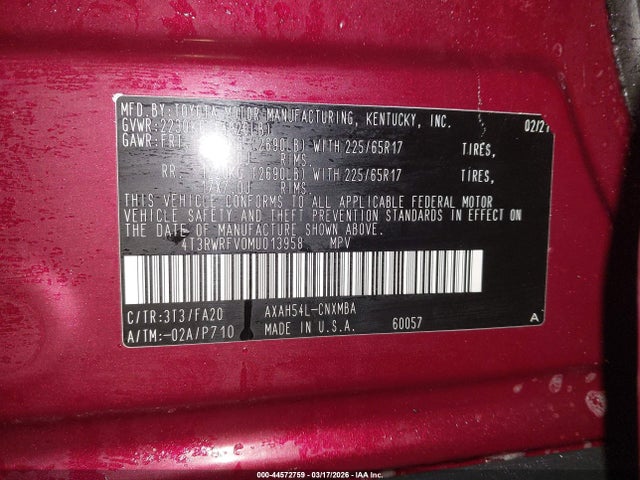 MFD.BY:TOYOTA MOTOR MANUFACTURING, KENTUCKY, INC. 02/21
GVWR:
GAWR:FRT (2690LB) WITH 225/65R17 TIRES,
RIMS,
RR (2690LB) WITH 225/65R17 TIRES,
RIMS
THIS VEHICLE CONFORMS TO ALL APPLICABLE FEDERAL MOTOR
VEHICLE SAFETY AND THEFT PREVENTION STANDARDS IN EFFECT ON
THE DATE OF MANUFACTURE SHOWN ABOVE.
4T3RWRFV0MU013958 MPV
C/TR:3T3/FA20 AXAH54L-CNXMBA
A/TM:-02A/P710 MADE IN U.S.A. 60057 A
000-44572759 | 03/17/2026 | IAA Inc.